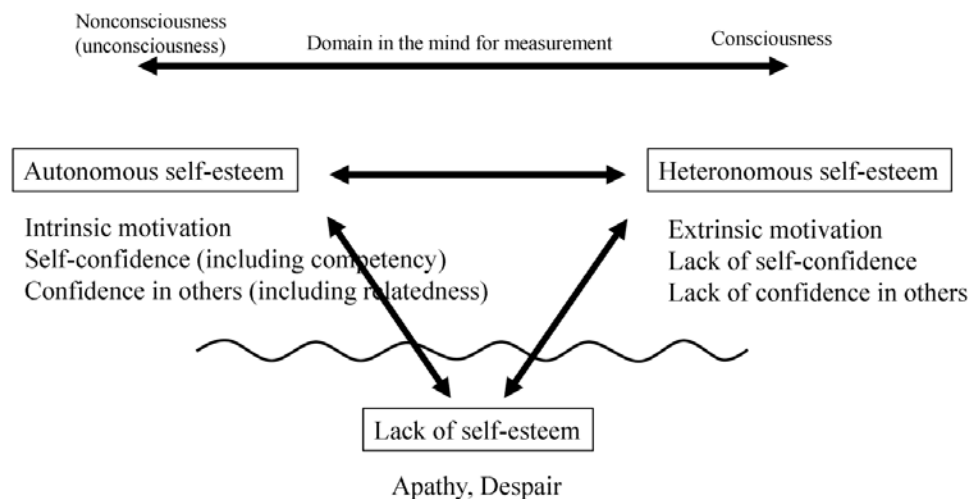 Nonconsciousness
(unconsciousness)
Domain in the mind for measurement
Consciousness
Autonomous self-esteem
Heteronomous self-esteem
Intrinsic motivation
Self-confidence (including competency)
Confidence in others (including relatedness)
Extrinsic motivation
Lack of self-confidence
Lack of confidence in others
Lack of self-esteem
Apathy, Despair